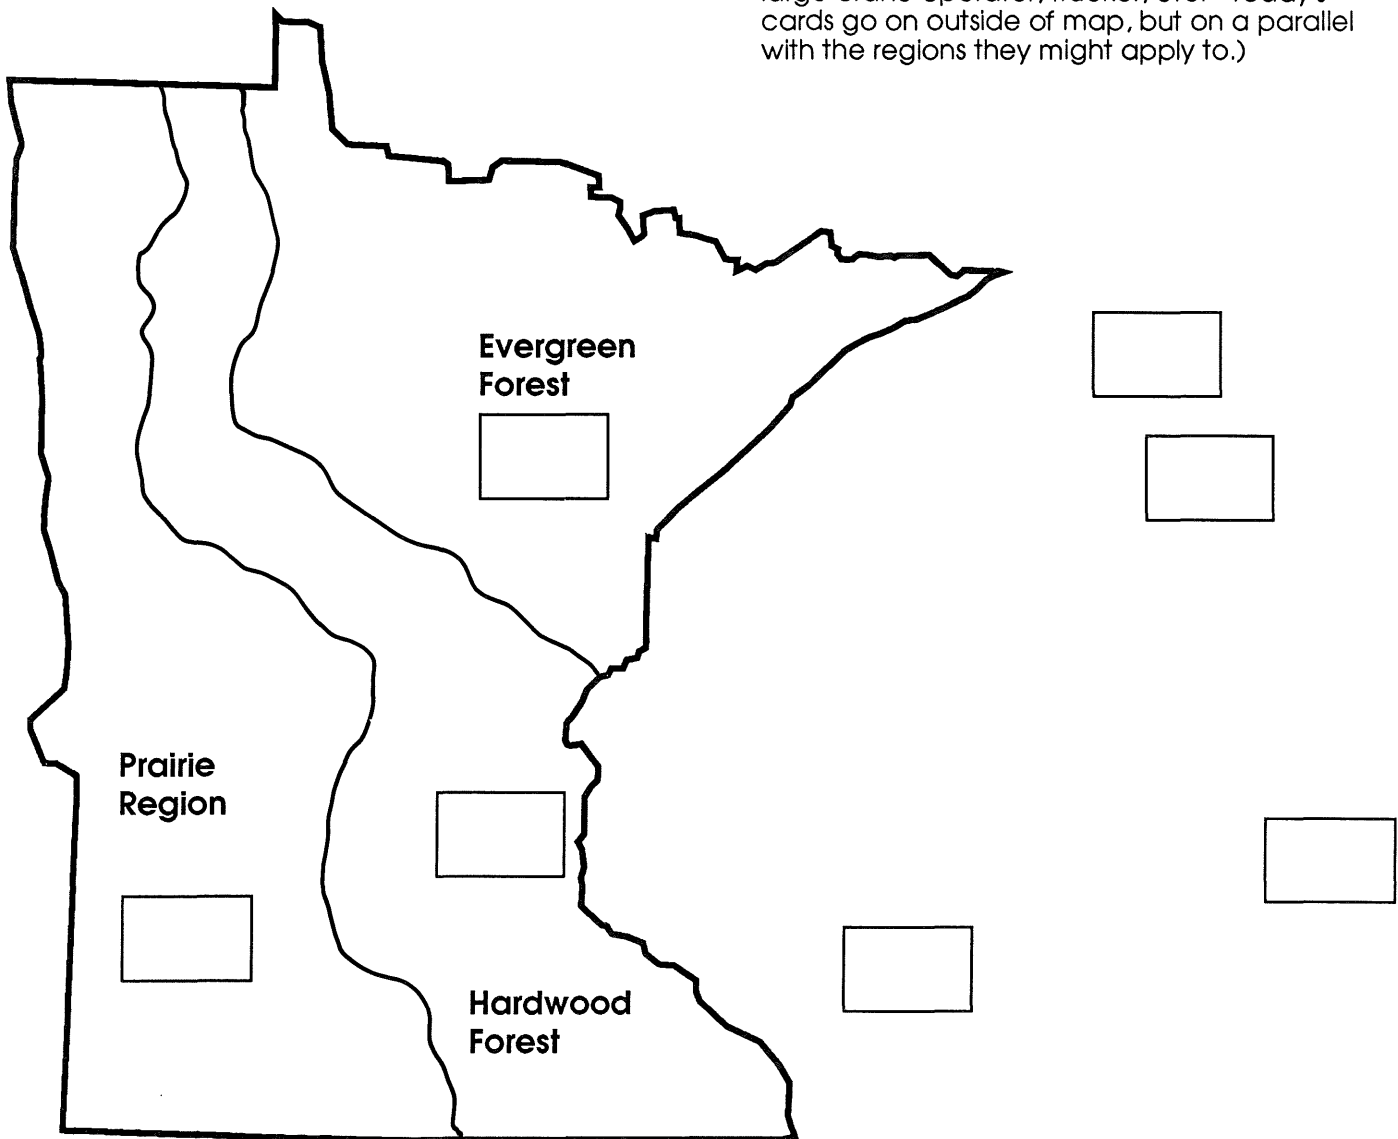 cards go on outside of map, but on a parallel
with the regions they might apply to.)
Evergreen
Forest
Prairie
Region
Hardwood
Forest